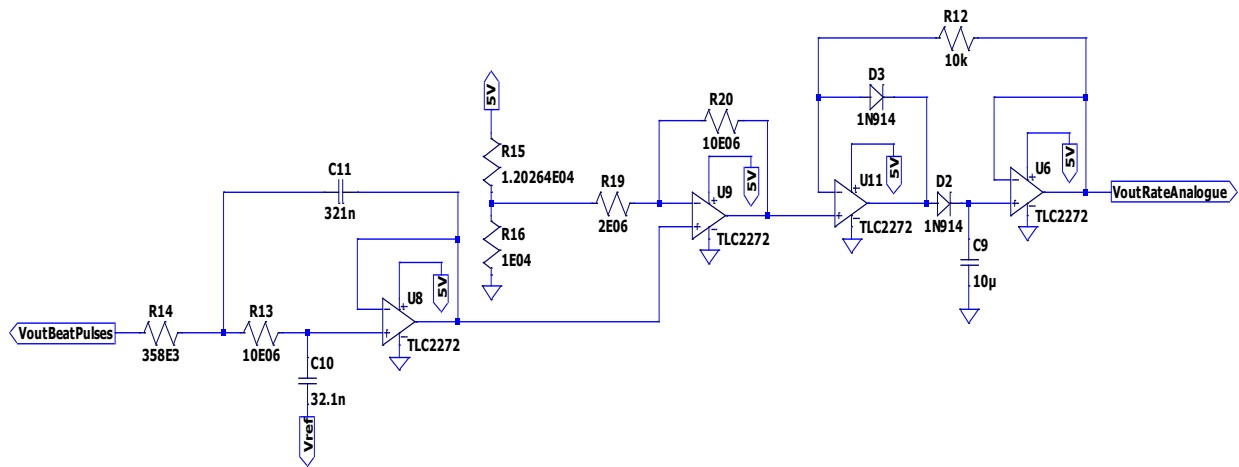 R12
10k
D3
1N914
5V
R20
10E06
R15
1.20264E04
C11
321n
R19
2E06
5V
U9
TLC2272
5V
U11
TLC2272
D2
1N914
5V
U6
TLC2272
VoutRateAnalogue
R16
1E04
C9
10µ
5V
U8
TLC2272
VoutBeatPulses
R14
358E3
R13
10E06
C10
32.1n
Vref